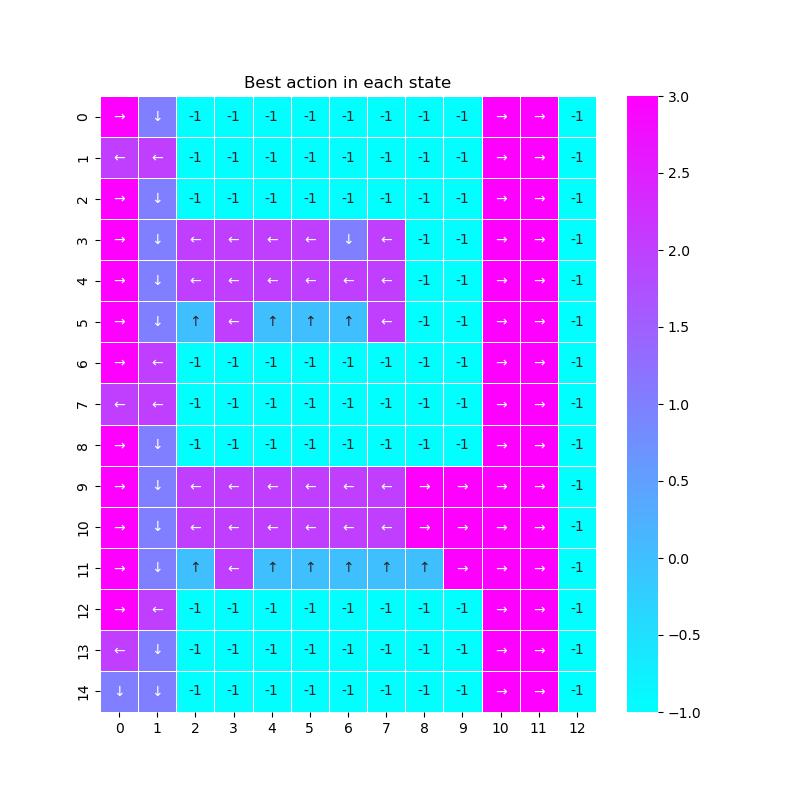 Best action in each state
0 → ↓ -1 -1 -1 -1 -1 -1 -1 -1 → → -1
1 ← ← -1 -1 -1 -1 -1 -1 -1 -1 → → -1
2 → ↓ -1 -1 -1 -1 -1 -1 -1 -1 → → -1
3 → ↓ ← ← ← ← ↓ ← -1 -1 → → -1
4 → ↓ ← ← ← ← ← ← -1 -1 → → -1
5 → ↓ ↑ ← ↑ ↑ ↑ ← -1 -1 → → -1
6 → ← -1 -1 -1 -1 -1 -1 -1 -1 → → -1
7 ← ← -1 -1 -1 -1 -1 -1 -1 -1 → → -1
8 → ↓ -1 -1 -1 -1 -1 -1 -1 -1 → → -1
9 → ↓ ← ← ← ← ← ← → → → → -1
10 → ↓ ← ← ← ← ← ← → → → → -1
11 → ↓ ↑ ← ↑ ↑ ↑ ↑ ↑ → → → -1
12 → ← -1 -1 -1 -1 -1 -1 -1 -1 → → -1
13 ← ↓ -1 -1 -1 -1 -1 -1 -1 -1 → → -1
14 ↓ ↓ -1 -1 -1 -1 -1 -1 -1 -1 → → -1
0 1 2 3 4 5 6 7 8 9 10 11 12
3.0
2.5
2.0
1.5
1.0
0.5
0.0
−0.5
−1.0